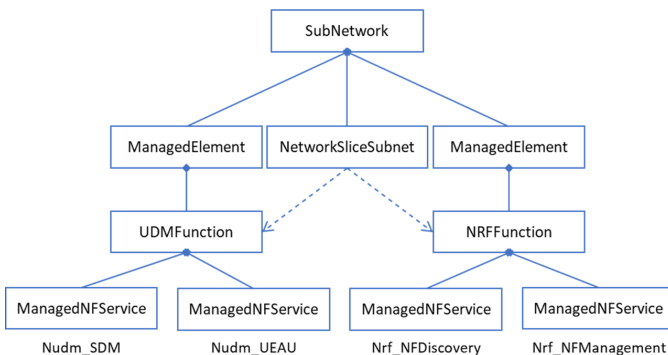 SubNetwork
ManagedElement
NetworkSliceSubnet
ManagedElement
UDMFunction
NRFFunction
ManagedNFService
ManagedNFService
ManagedNFService
ManagedNFService
Nudm_SDM
Nudm_UEAU
Nrf_NFDiscovery
Nrf_NFManagement